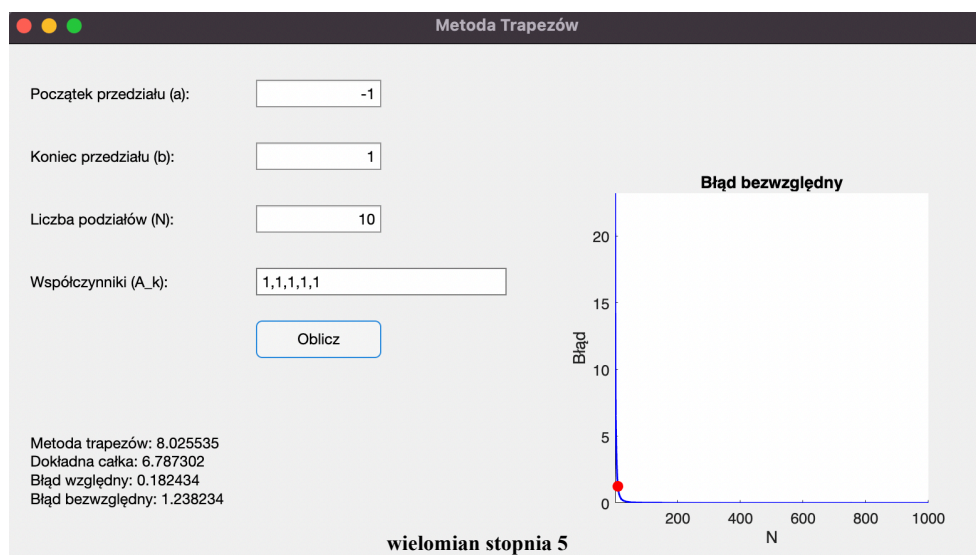 Metoda Trapezów
Początek przedziału (a): -1
Koniec przedziału (b): 1
Liczba podziałów (N): 10
Współczynniki (A_k): 1,1,1,1,1
Oblicz
Metoda trapezów: 8.025535
Dokładna całka: 6.787302
Błąd względny: 0.182434
Błąd bezwzględny: 1.238234
Błąd bezwzględny
20
15
10
5
0
Błąd
200 400 600 800 1000
N
wielomian stopnia 5